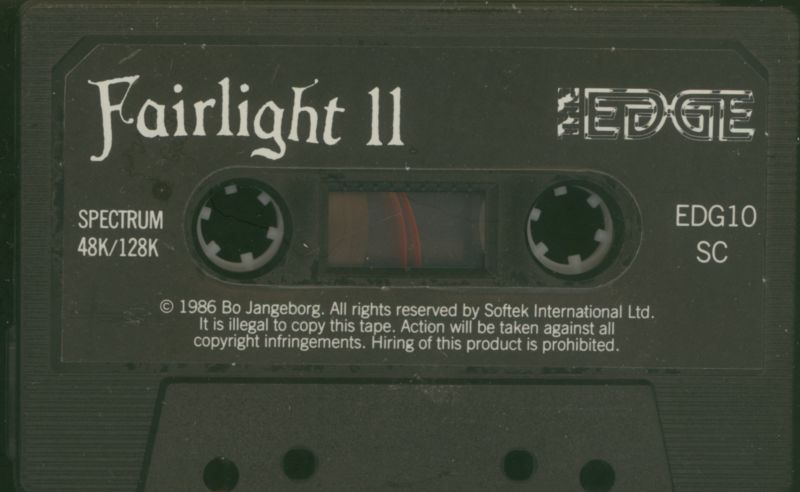 Fairlight II
THE EDGE
SPECTRUM
48K/128K
EDG10
SC
© 1986 Bo Jangeborg. All rights reserved by Softek International Ltd.
It is illegal to copy this tape. Action will be taken against all
copyright infringements. Hiring of this product is prohibited.